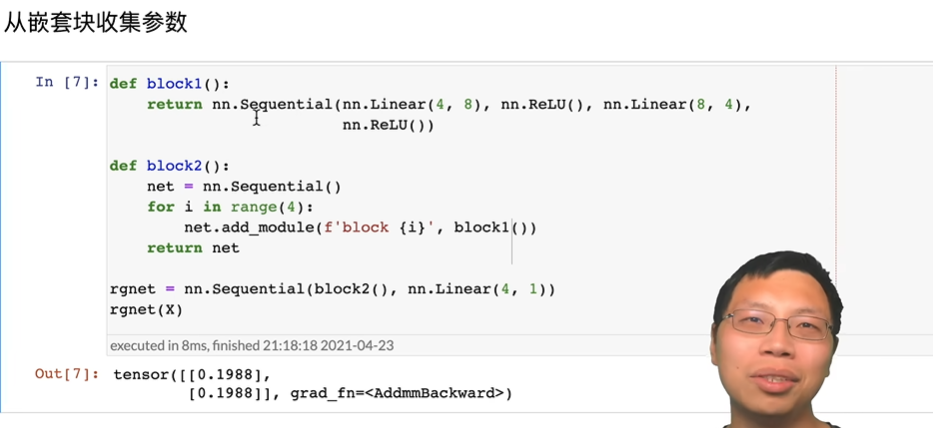 从嵌套块收集参数
In [7]: def block1():
return nn.Sequential(nn.Linear(4, 8), nn.ReLU(), nn.Linear(8, 4),
nn.ReLU())
def block2():
net = nn.Sequential()
for i in range(4):
net.add_module(f'block {i}', block1())
return net
rgnet = nn.Sequential(block2(), nn.Linear(4, 1))
rgnet(X)
executed in 8ms, finished 21:18:18 2021-04-23
Out[7]: tensor([[0.1988],
[0.1988]], grad_fn=<AddmmBackward>)